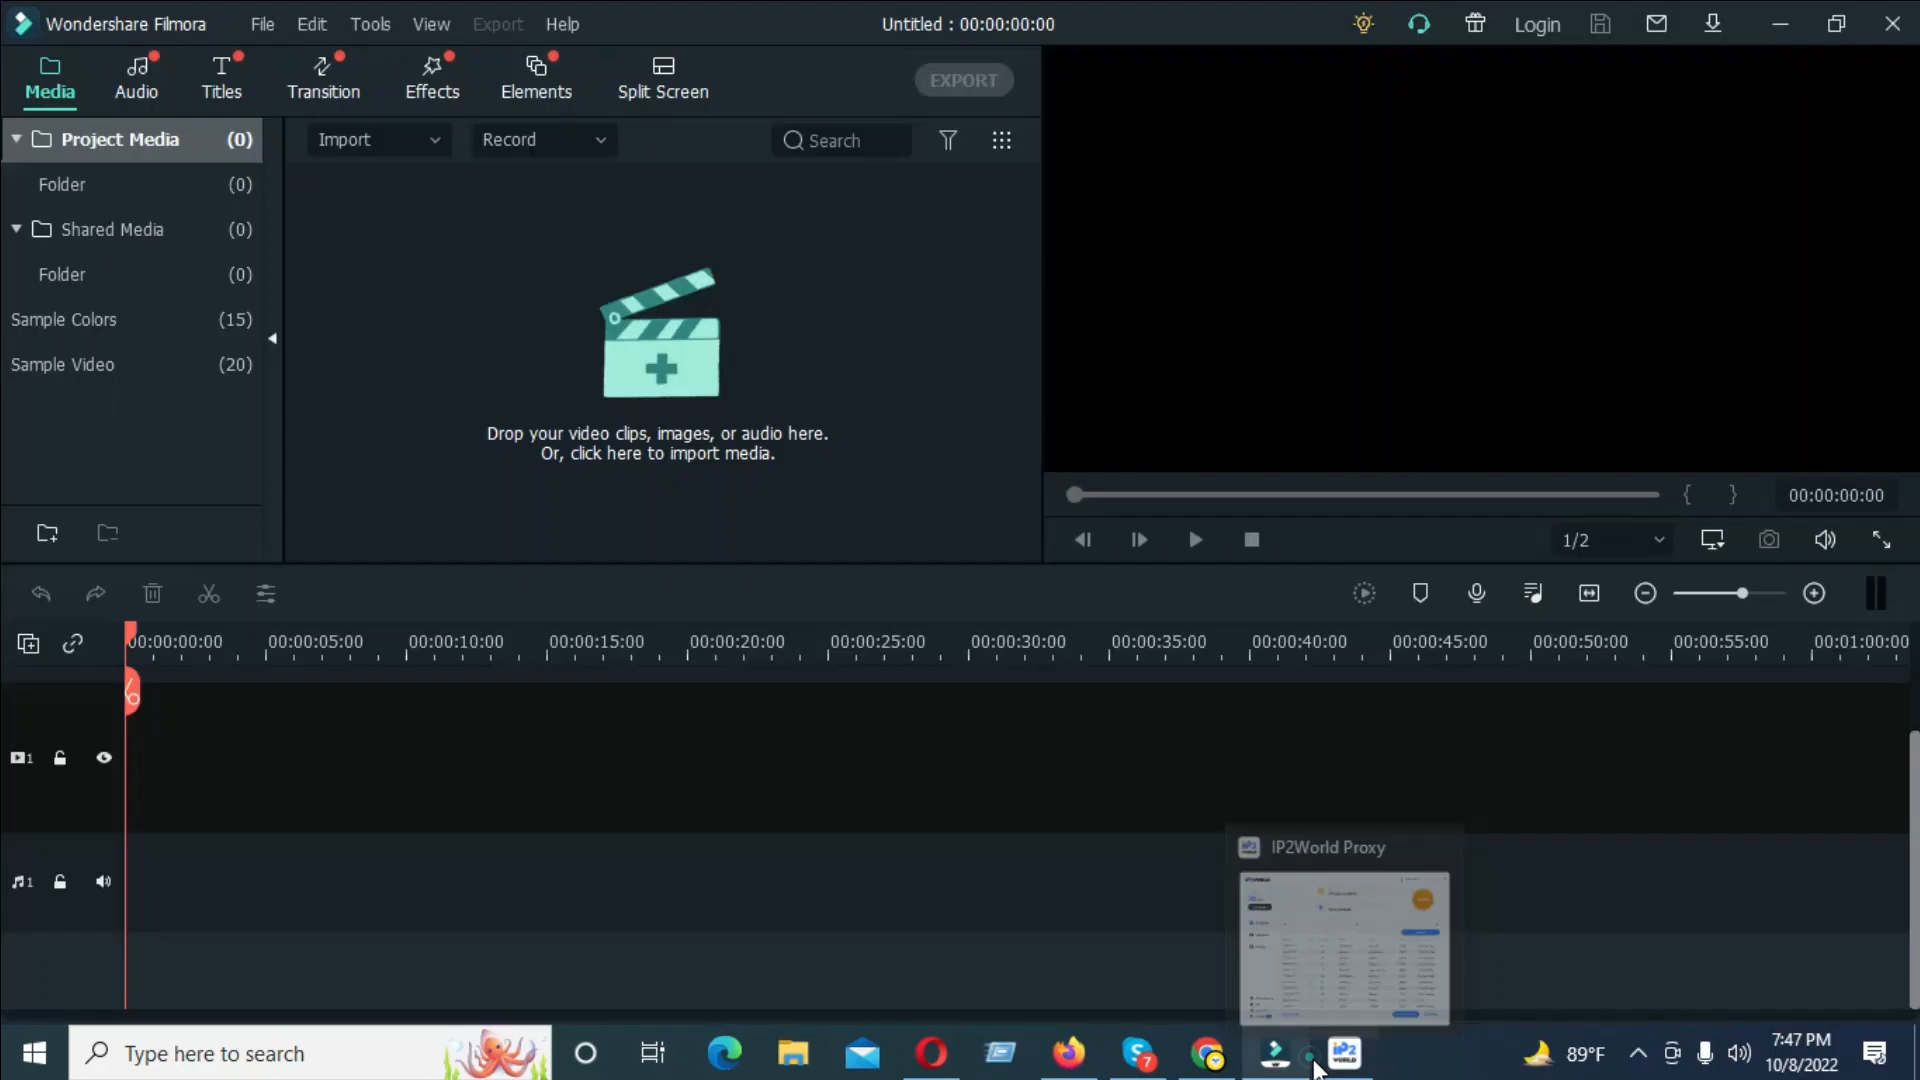 Wondershare Filmora
File
Edit
Tools
View
Export
Help
Untitled : 00:00:00:00
Login
Media
Audio
Titles
Transition
Effects
Elements
Split Screen
EXPORT
Project Media (0)
Folder (0)
Shared Media (0)
Folder (0)
Sample Colors (15)
Sample Video (20)
Import
Record
Search
Drop your video clips, images, or audio here.
Or, click here to import media.
{ }
00:00:00:00
1/2
00:00:00:00
00:00:05:00
00:00:10:00
00:00:15:00
00:00:20:00
00:00:25:00
00:00:30:00
00:00:35:00
00:00:40:00
00:00:45:00
00:00:50:00
00:00:55:00
00:01:00:00
1
1
IP2World Proxy
Type here to search
7
iP2
WORLD
89°F
7:47 PM
10/8/2022